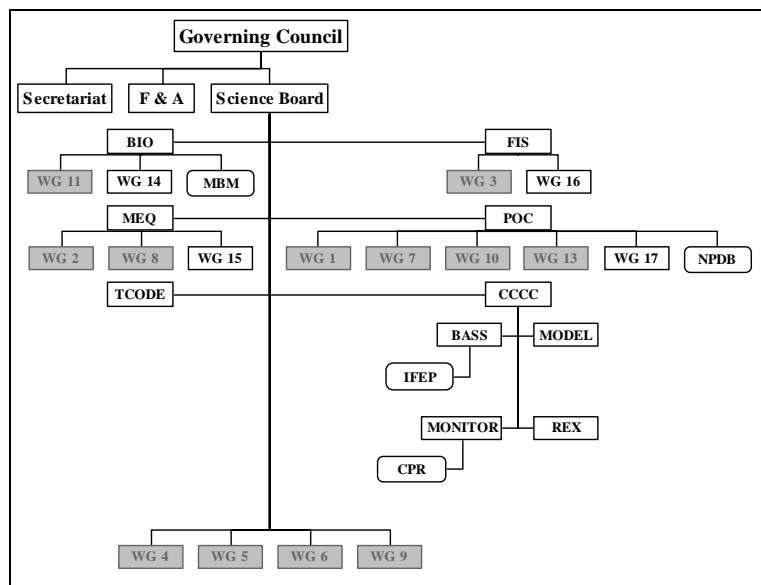 Governing Council
Secretariat F & A Science Board
BIO FIS
WG 11 WG 14 MBM WG 3 WG 16
MEQ POC
WG 2 WG 8 WG 15 WG 1 WG 7 WG 10 WG 13 WG 17 NPDB
TCODE CCCC
BASS MODEL
IFEP
MONITOR REX
CPR
WG 4 WG 5 WG 6 WG 9